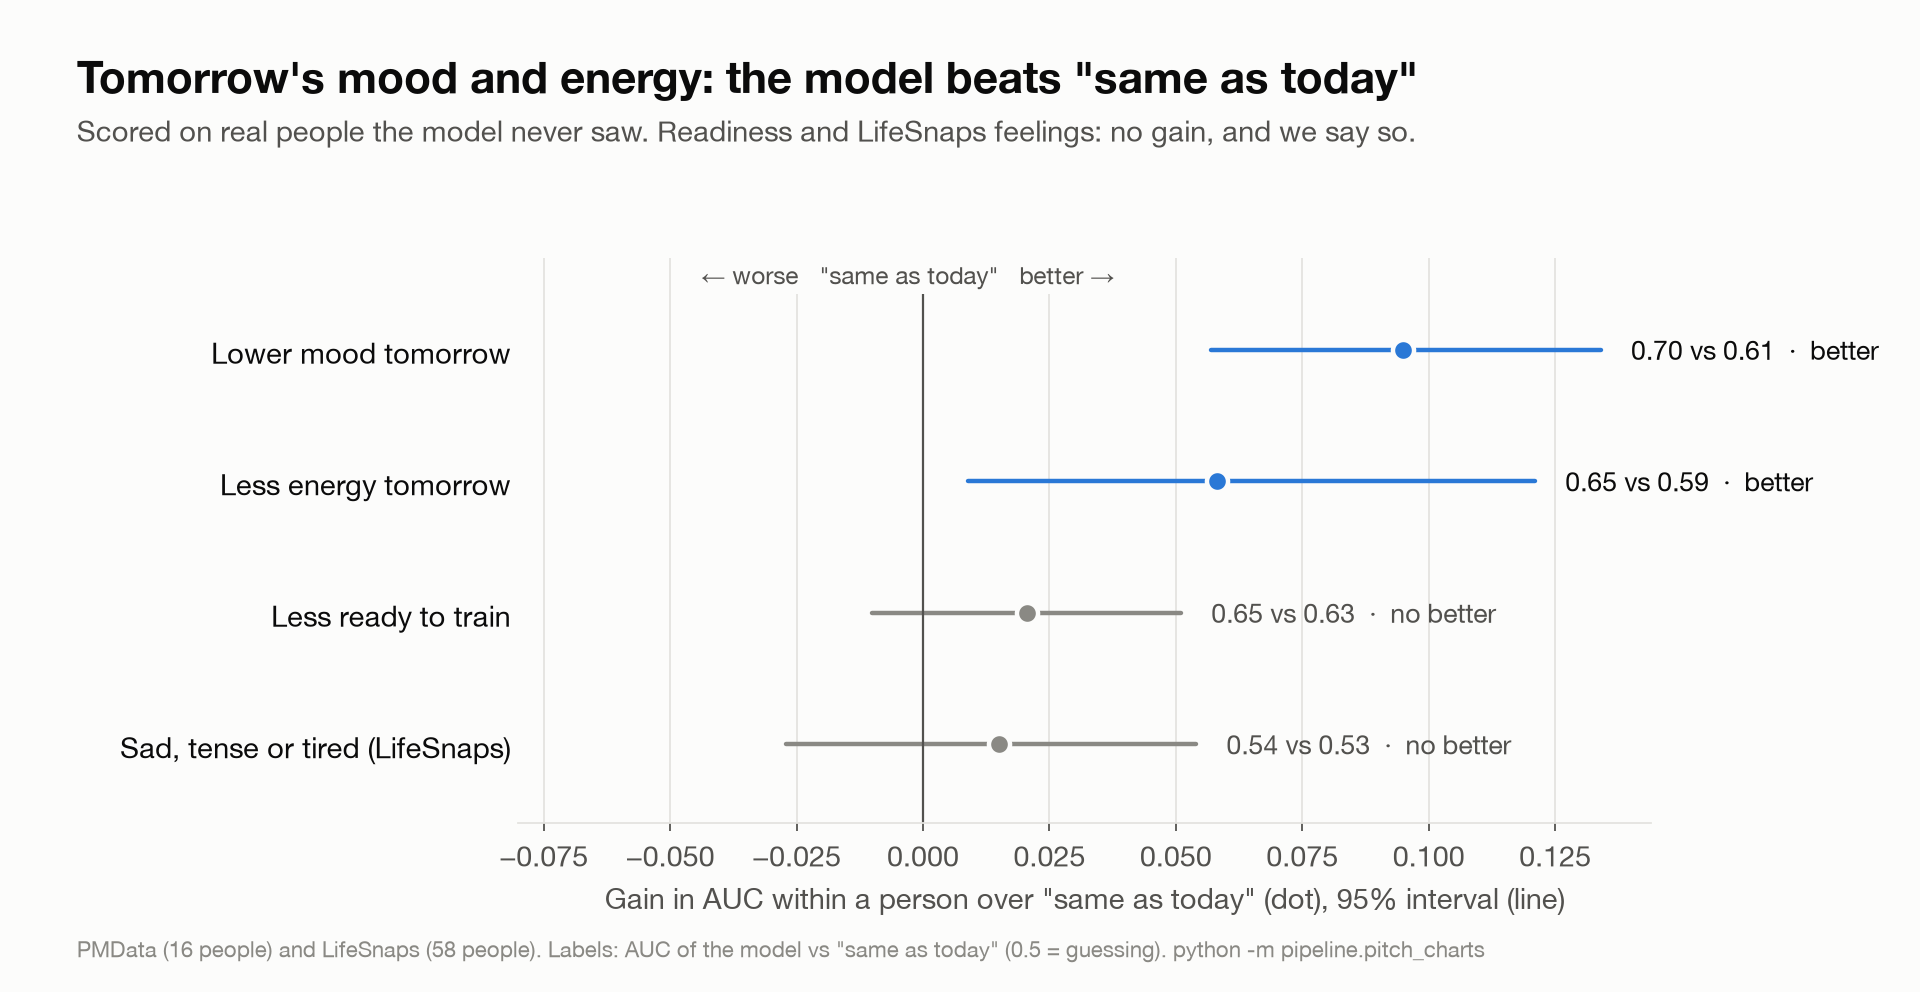 Tomorrow's mood and energy: the model beats "same as today"
Scored on real people the model never saw. Readiness and LifeSnaps feelings: no gain, and we say so.
← worse "same as today" better →
Lower mood tomorrow 0.70 vs 0.61 · better
Less energy tomorrow 0.65 vs 0.59 · better
Less ready to train 0.65 vs 0.63 · no better
Sad, tense or tired (LifeSnaps) 0.54 vs 0.53 · no better
−0.075 −0.050 −0.025 0.000 0.025 0.050 0.075 0.100 0.125
Gain in AUC within a person over "same as today" (dot), 95% interval (line)
PMData (16 people) and LifeSnaps (58 people). Labels: AUC of the model vs "same as today" (0.5 = guessing). python -m pipeline.pitch_charts